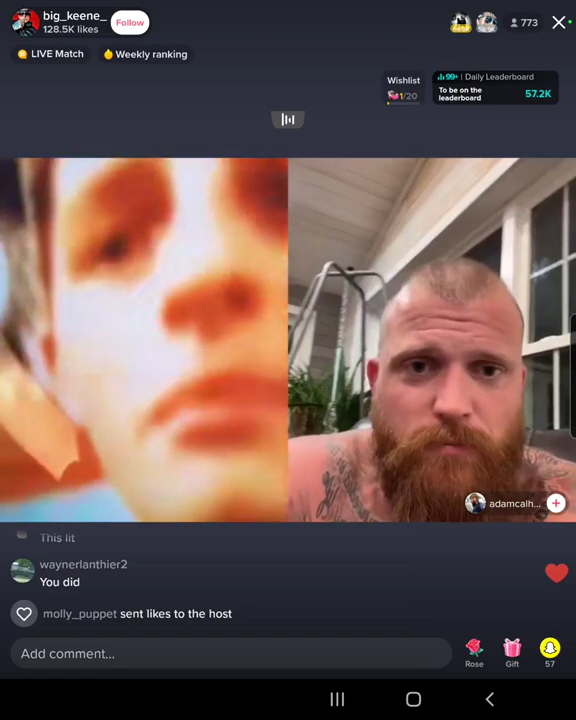 big_keene_
128.5K likes
Follow
773
LIVE Match
Weekly ranking
Wishlist
1/20
99+ | Daily Leaderboard
To be on the
leaderboard
57.2K
adamcalh...
This lit
waynerlanthier2
You did
molly_puppet sent likes to the host
Add comment...
Rose
Gift
57